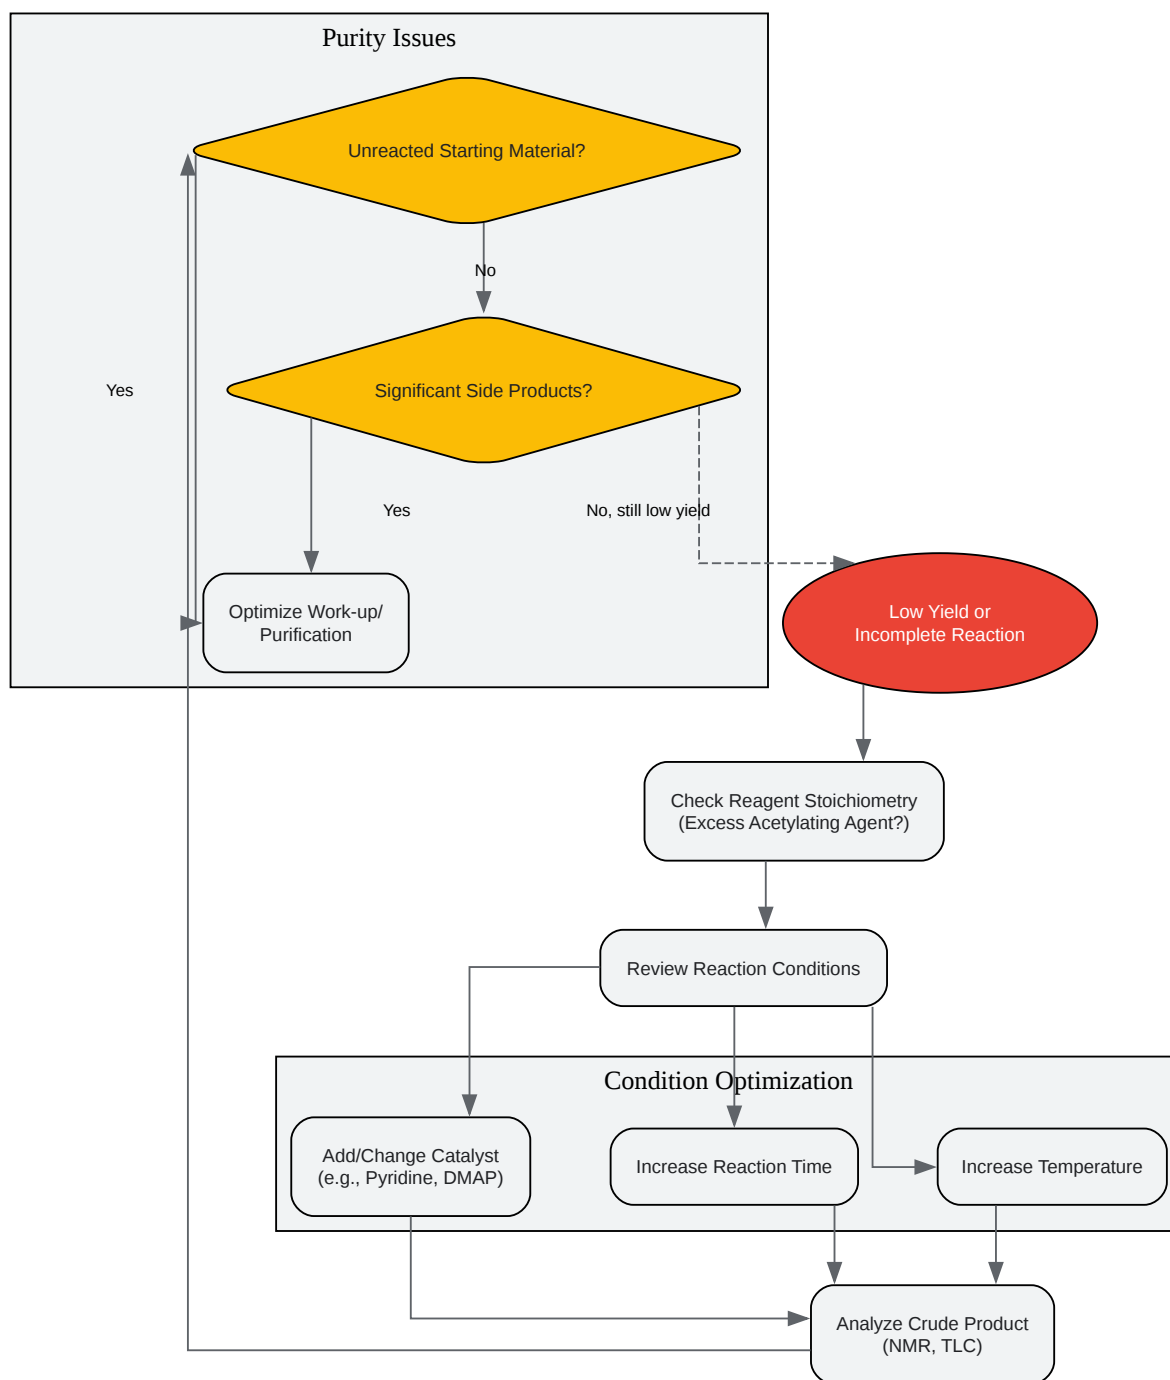 Purity Issues
Unreacted Starting Material?
No
Significant Side Products?
Yes
Yes
No, still low yield
Optimize Work-up/
Purification
Low Yield or
Incomplete Reaction
Check Reagent Stoichiometry
(Excess Acetylating Agent?)
Review Reaction Conditions
Condition Optimization
Add/Change Catalyst
(e.g., Pyridine, DMAP)
Increase Reaction Time
Increase Temperature
Analyze Crude Product
(NMR, TLC)